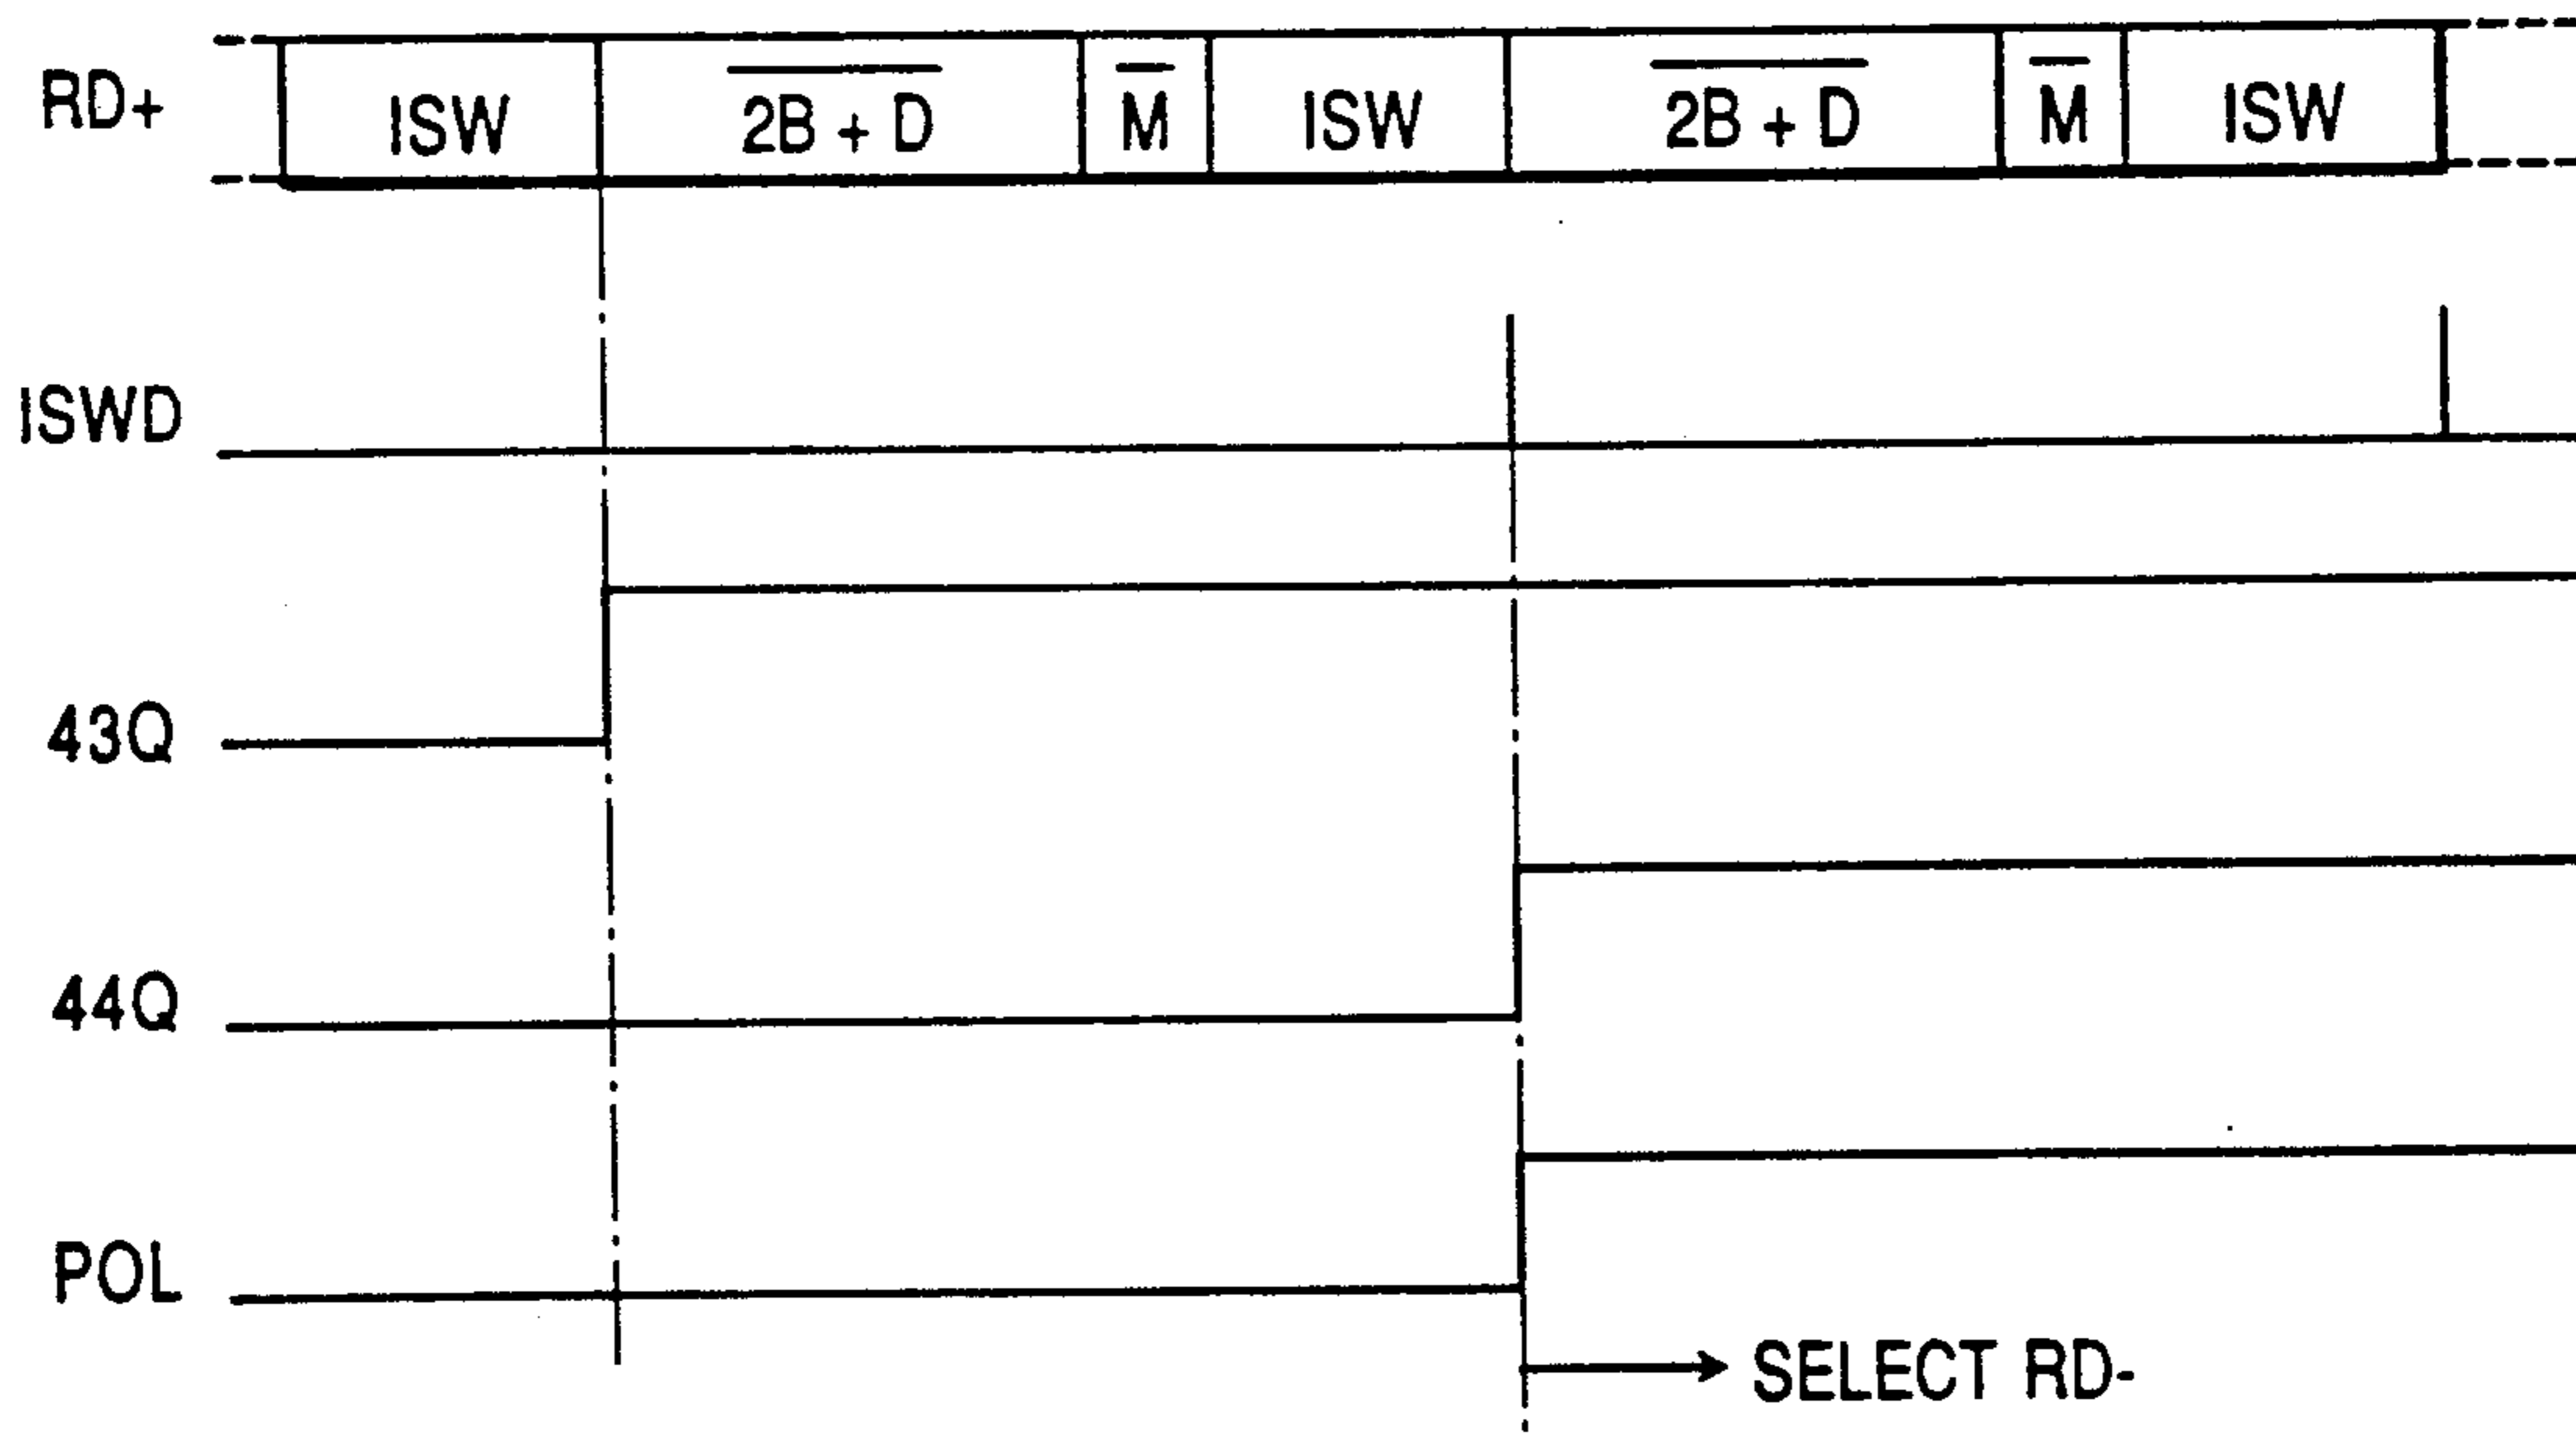 RD+ ISW 2B + D M ISW 2B + D M ISW
ISWD
43Q
44Q
POL
SELECT RD-